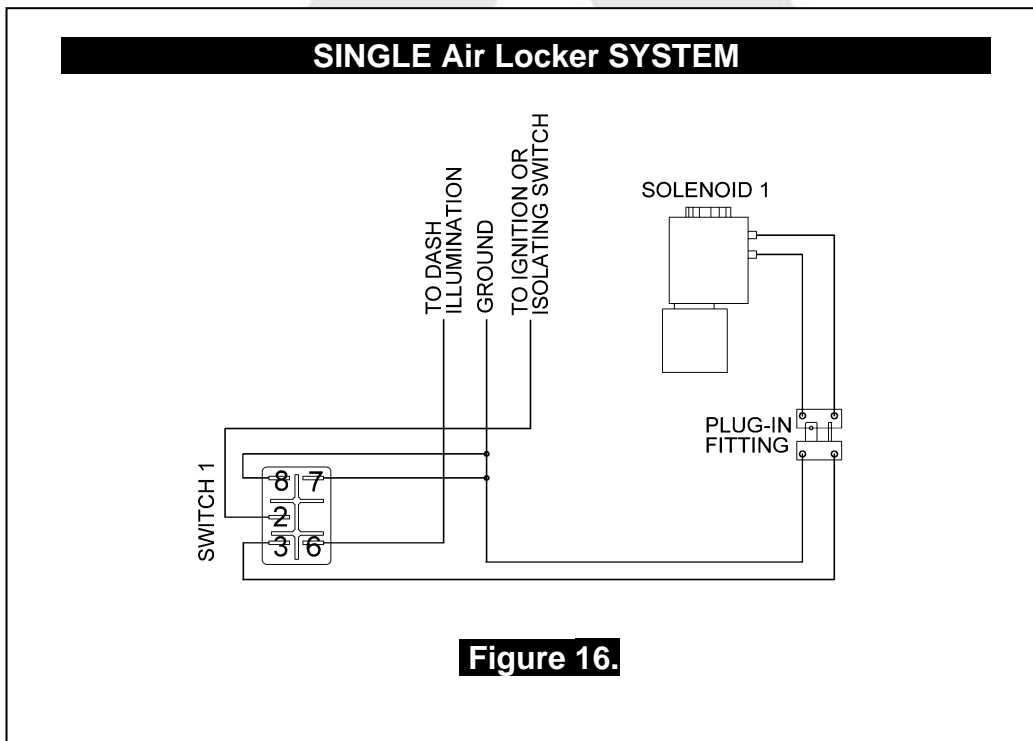 SINGLE Air Locker SYSTEM
TO DASH
ILLUMINATION
GROUND
TO IGNITION OR
ISOLATING SWITCH
SOLENOID 1
PLUG-IN
FITTING
SWITCH 1
8 7
2
3 6
Figure 16.